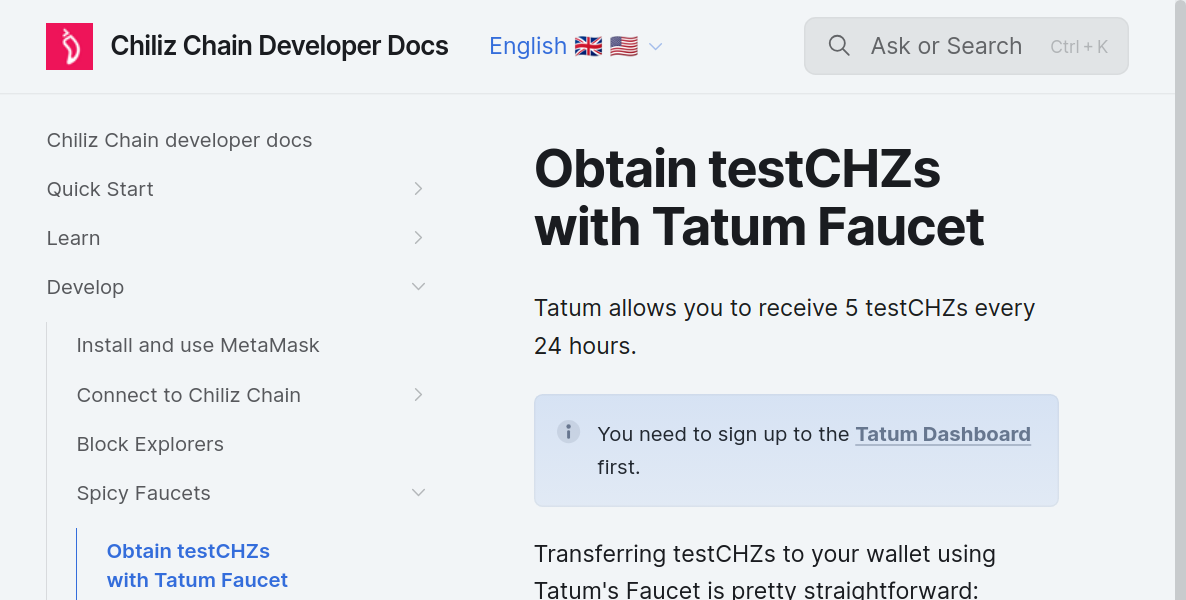 Chiliz Chain Developer Docs
English 🇬🇧 🇺🇸
Ask or Search Ctrl + K
Chiliz Chain developer docs
Quick Start
Learn
Develop
Install and use MetaMask
Connect to Chiliz Chain
Block Explorers
Spicy Faucets
Obtain testCHZs
with Tatum Faucet
Obtain testCHZs
with Tatum Faucet
Tatum allows you to receive 5 testCHZs every
24 hours.
You need to sign up to the Tatum Dashboard
first.
Transferring testCHZs to your wallet using
Tatum's Faucet is pretty straightforward: